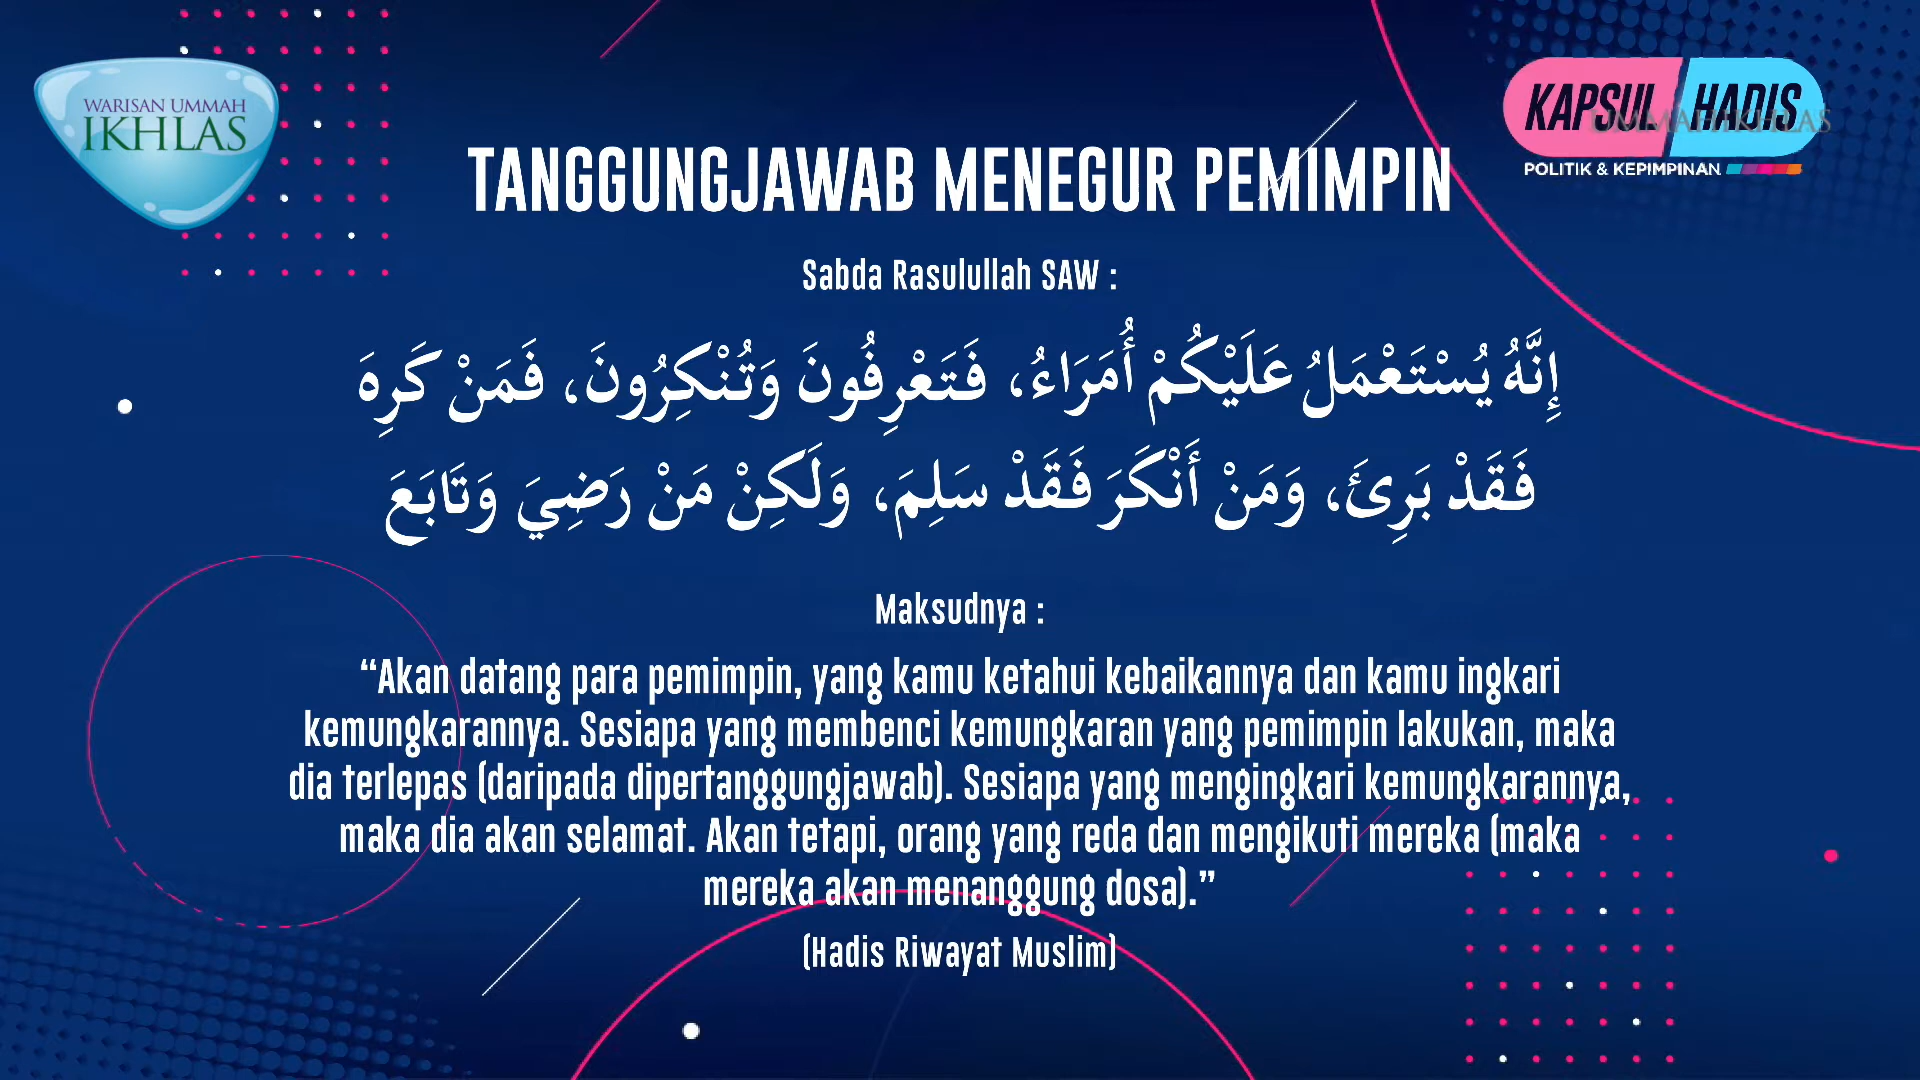 WARISAN UMMAH
IKHLAS
KAPSUL HADIS
UMMAH IKHLAS
POLITIK & KEPIMPINAN
TANGGUNGJAWAB MENEGUR PEMIMPIN
Sabda Rasulullah SAW :
إِنَّهُ يُسْتَعْمَلُ عَلَيْكُمْ أُمَرَاءُ، فَتَعْرِفُونَ وَتُنْكِرُونَ، فَمَنْ كَرِهَ
فَقَدْ بَرِئَ، وَمَنْ أَنْكَرَ فَقَدْ سَلِمَ، وَلَكِنْ مَنْ رَضِيَ وَتَابَعَ
Maksudnya :
“Akan datang para pemimpin, yang kamu ketahui kebaikannya dan kamu ingkari
kemungkarannya. Sesiapa yang membenci kemungkaran yang pemimpin lakukan, maka
dia terlepas (daripada dipertanggungjawab). Sesiapa yang mengingkari kemungkarannya,
maka dia akan selamat. Akan tetapi, orang yang reda dan mengikuti mereka (maka
mereka akan menanggung dosa).”
(Hadis Riwayat Muslim)